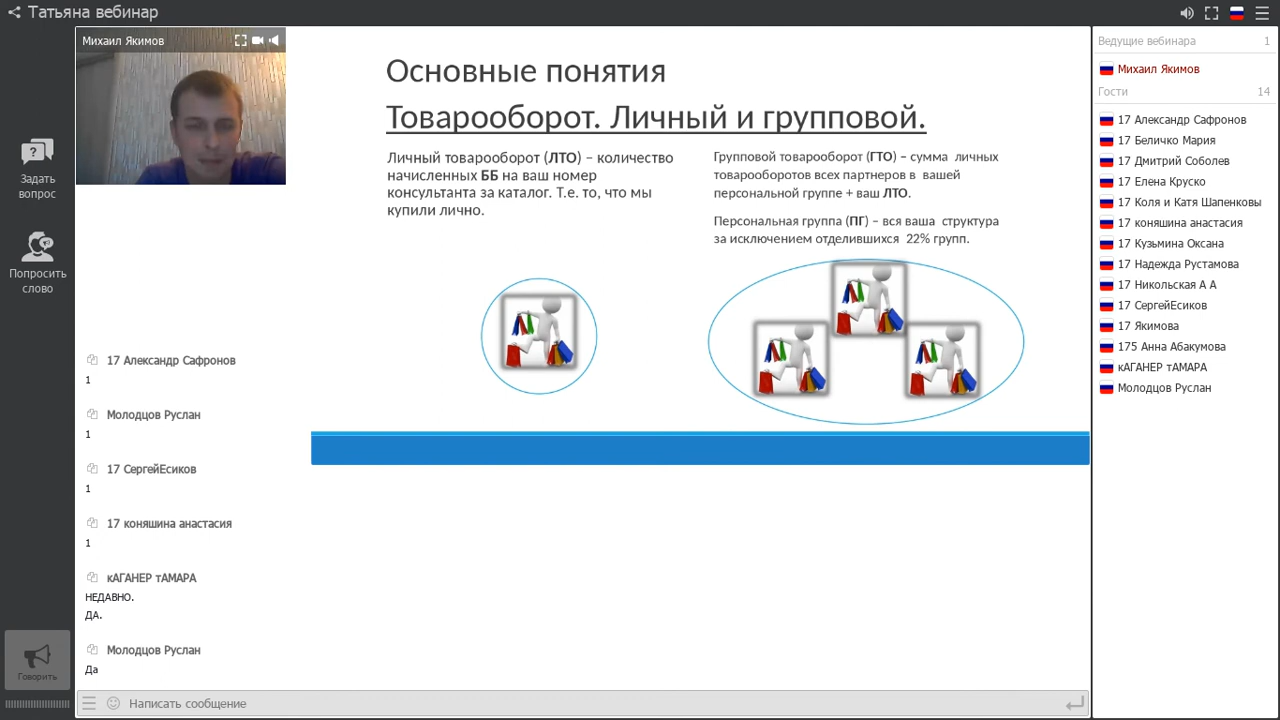 Татьяна вебинар
Задать
вопрос
Попросить
слово
Говорить
Михаил Якимов
17 Александр Сафронов
1
Молодцов Руслан
1
17 СергейЕсиков
1
17 коняшина анастасия
1
кАГАНЕР тАМАРА
НЕДАВНО.
ДА.
Молодцов Руслан
Да
Написать сообщение
Основные понятия
Товарооборот. Личный и групповой.
Личный товарооборот (ЛТО) – количество
начисленных ББ на ваш номер
консультанта за каталог. Т.е. то, что мы
купили лично.
Групповой товарооборот (ГТО) – сумма личных
товарооборотов всех партнеров в вашей
персональной группе + ваш ЛТО.
Персональная группа (ПГ) – вся ваша структура
за исключением отделившихся 22% групп.
Ведущие вебинара 1
Михаил Якимов
Гости 14
17 Александр Сафронов
17 Беличко Мария
17 Дмитрий Соболев
17 Елена Круско
17 Коля и Катя Шапенковы
17 коняшина анастасия
17 Кузьмина Оксана
17 Надежда Рустамова
17 Никольская А А
17 СергейЕсиков
17 Якимова
175 Анна Абакумова
кАГАНЕР тАМАРА
Молодцов Руслан